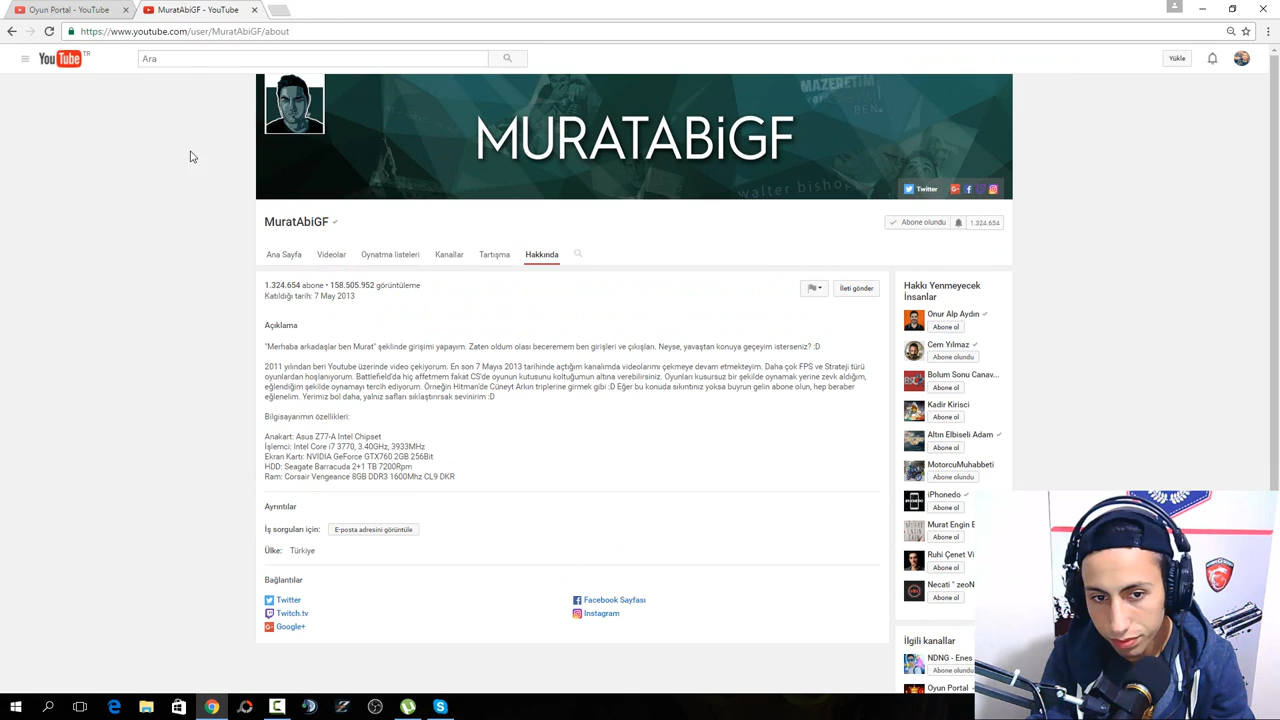 Oyun Portal - YouTube
MuratAbiGF - YouTube
https://www.youtube.com/user/MuratAbiGF/about
YouTube TR
Ara
Yükle
MAZERETİM
BEN.
MURATABiGF
walter bishop
Twitter
MuratAbiGF
Abone olundu 1.324.654
Ana Sayfa Videolar Oynatma listeleri Kanallar Tartışma Hakkında
1.324.654 abone • 158.505.952 görüntüleme
Katıldığı tarih: 7 May 2013
İleti gönder
Açıklama
"Merhaba arkadaşlar ben Murat" şeklinde girişimi yapayım. Zaten oldum olası beceremem ben girişleri ve çıkışları. Neyse, yavaştan konuya geçeyim isterseniz? :D
2011 yılından beri Youtube üzerinde video çekiyorum. En son 7 Mayıs 2013 tarihinde açtığım kanalımda videolarımı çekmeye devam etmekteyim. Daha çok FPS ve Strateji türü
oyunlardan hoşlanıyorum. Battlefield'da hiç affetmem fakat CS'de oyunun kutusunu koltuğumun altına verebilirsiniz. Oyunları kusursuz bir şekilde oynamak yerine zevk aldığım,
eğlendiğim şekilde oynamayı tercih ediyorum. Örneğin Hitman'de Cüneyt Arkın triplerine girmek gibi :D Eğer bu konuda sıkıntınız yoksa buyrun gelin abone olun, hep beraber
eğlenelim. Yerimiz bol daha, yalnız safları sıklaştırırsak sevinirim :D
Bilgisayarımın özellikleri:
Anakart: Asus Z77-A Intel Chipset
İşlemci: Intel Core i7 3770, 3.40GHz, 3933MHz
Ekran Kartı: NVIDIA GeForce GTX760 2GB 256Bit
HDD: Seagate Barracuda 2+1 TB 7200Rpm
Ram: Corsair Vengeance 8GB DDR3 1600Mhz CL9 DKR
Ayrıntılar
İş sorguları için: E-posta adresini görüntüle
Ülke: Türkiye
Bağlantılar
Twitter
Facebook Sayfası
Twitch.tv
Instagram
Google+
Hakkı Yenmeyecek
İnsanlar
Onur Alp Aydın
Abone ol
Cem Yılmaz
Abone olundu
Bolum Sonu Canav...
Abone ol
Kadir Kirisci
Abone ol
Altın Elbiseli Adam
Abone ol
MotorcuMuhabbeti
Abone olundu
iPhonedo
Abone ol
Murat Engin
Abone ol
Ruhi Çenet Vi
Abone ol
Necati " zeoN
Abone ol
İlgili kanallar
NDNG - Enes
Abone olundu
Oyun Portal